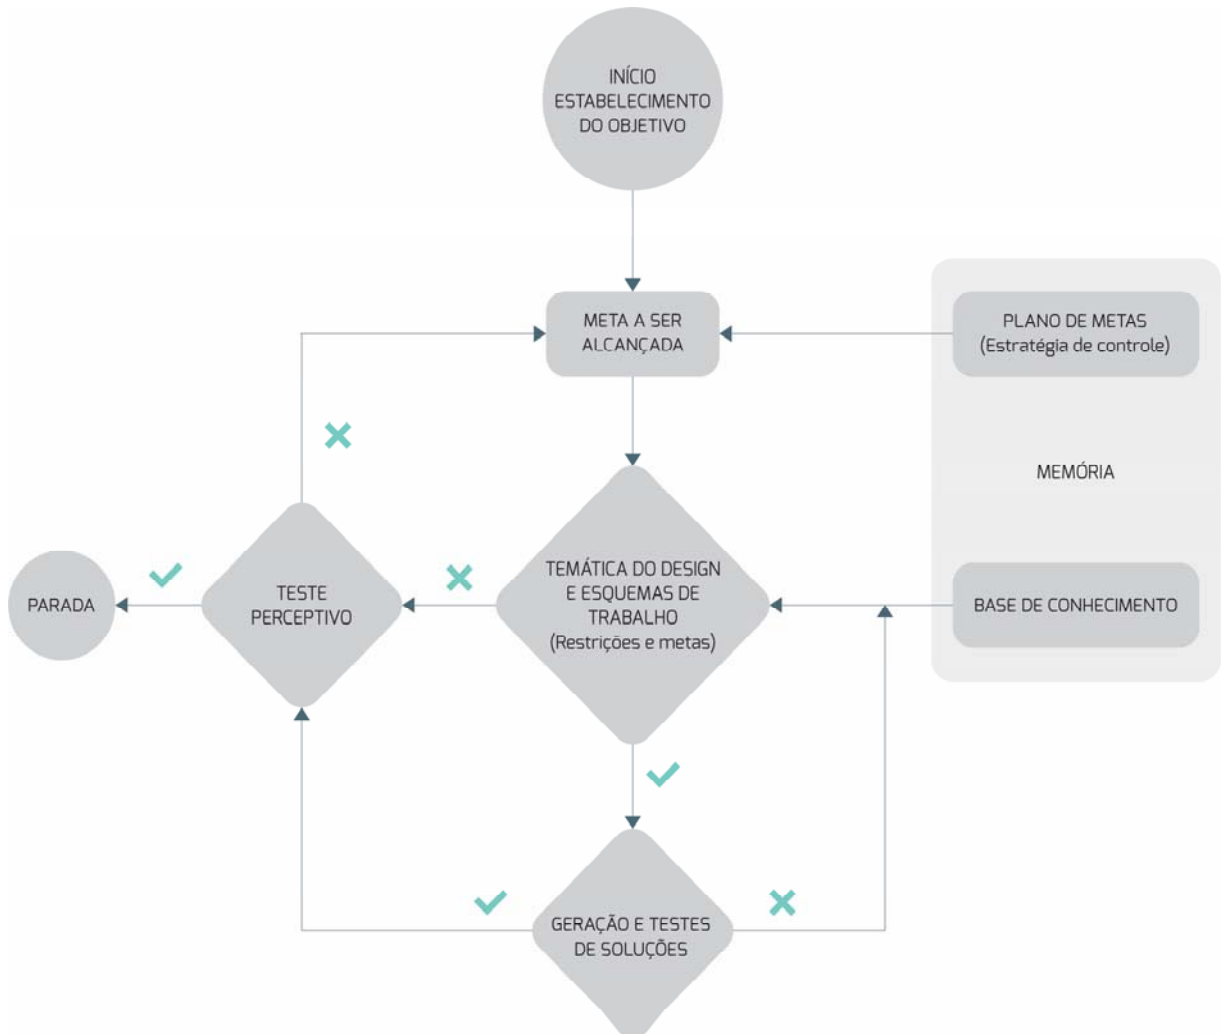 INÍCIO
ESTABELECIMENTO
DO OBJETIVO
META A SER
ALCANÇADA
PLANO DE METAS
(Estratégia de controle)
MEMÓRIA
TEMÁTICA DO DESIGN
E ESQUEMAS DE
TRABALHO
(Restrições e metas)
TESTE
PERCEPTIVO
PARADA
BASE DE CONHECIMENTO
GERAÇÃO E TESTES
DE SOLUÇÕES